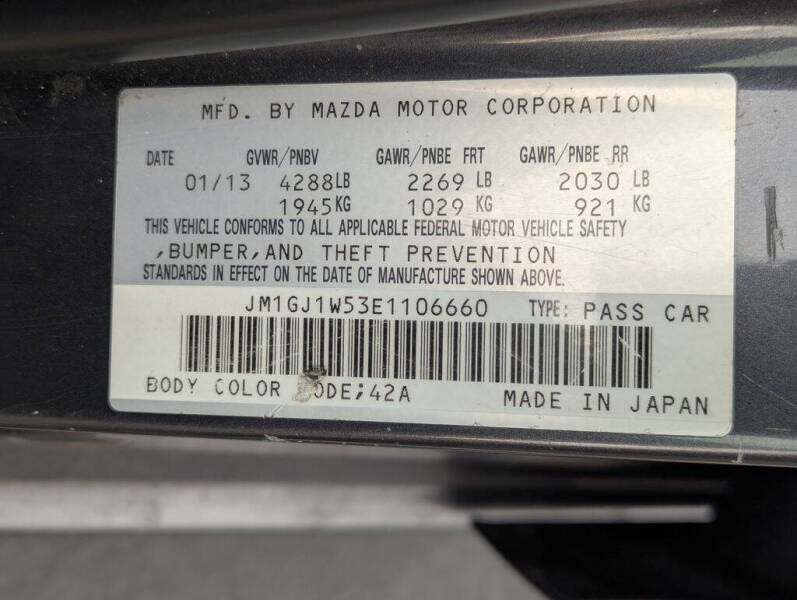 MFD. BY MAZDA MOTOR CORPORATION
DATE GVWR/PNBV GAWR/PNBE FRT GAWR/PNBE RR
01/13 4288LB 2269 LB 2030 LB
1945KG 1029 KG 921 KG
THIS VEHICLE CONFORMS TO ALL APPLICABLE FEDERAL MOTOR VEHICLE SAFETY
,BUMPER,AND THEFT PREVENTION
STANDARDS IN EFFECT ON THE DATE OF MANUFACTURE SHOWN ABOVE.
JM1GJ1W53E1106660 TYPE: PASS CAR
BODY COLOR CODE;42A MADE IN JAPAN